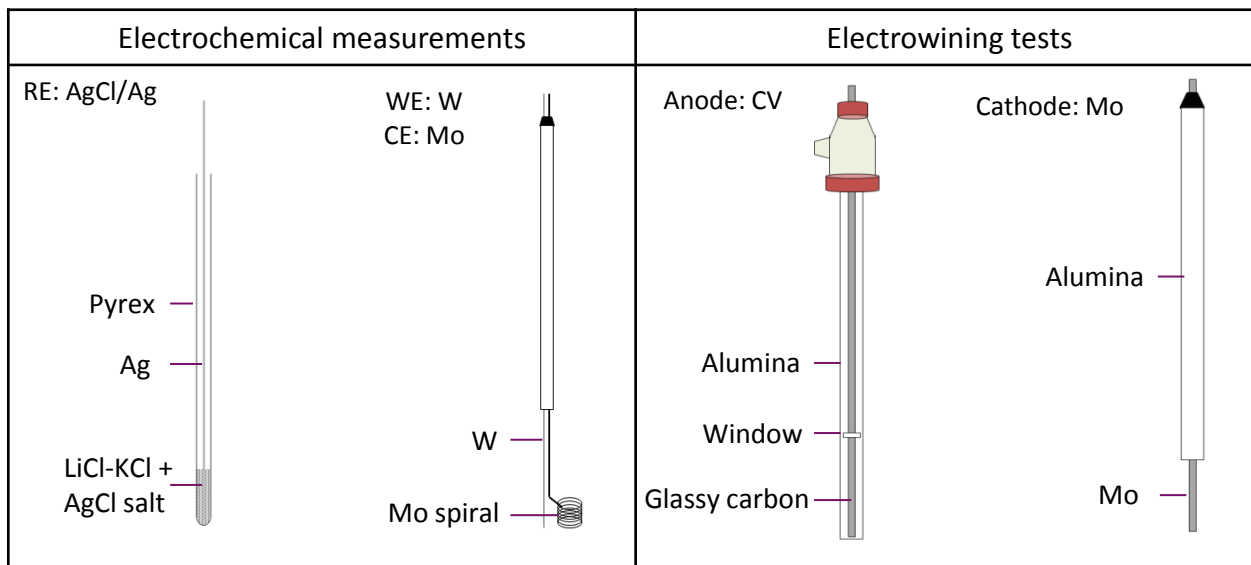 Electrochemical measurements
Electrowining tests
RE: AgCl/Ag
WE: W
CE: Mo
Pyrex
Ag
LiCl-KCl +
AgCl salt
W
Mo spiral
Anode: CV
Cathode: Mo
Alumina
Window
Glassy carbon
Alumina
Mo